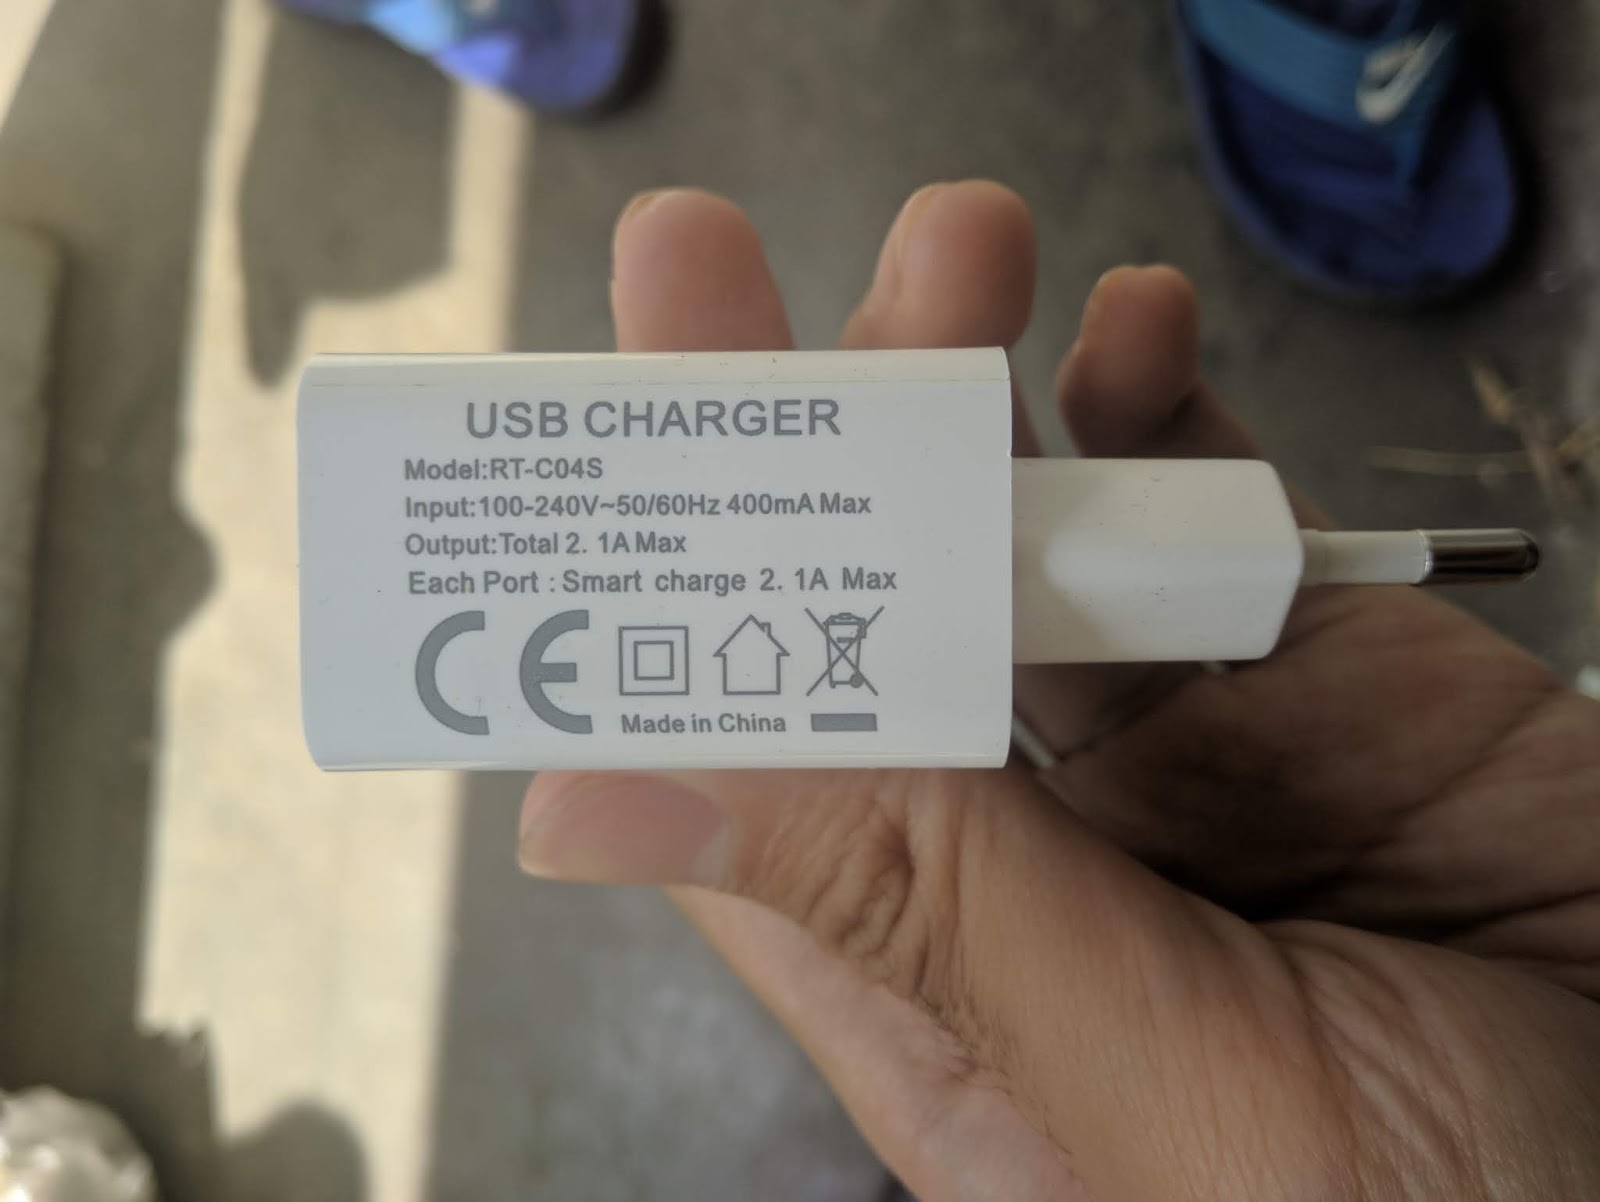 USB CHARGER
Model:RT-C04S
Input:100-240V~50/60Hz 400mA Max
Output:Total 2. 1A Max
Each Port : Smart charge 2. 1A Max
CE
Made in China